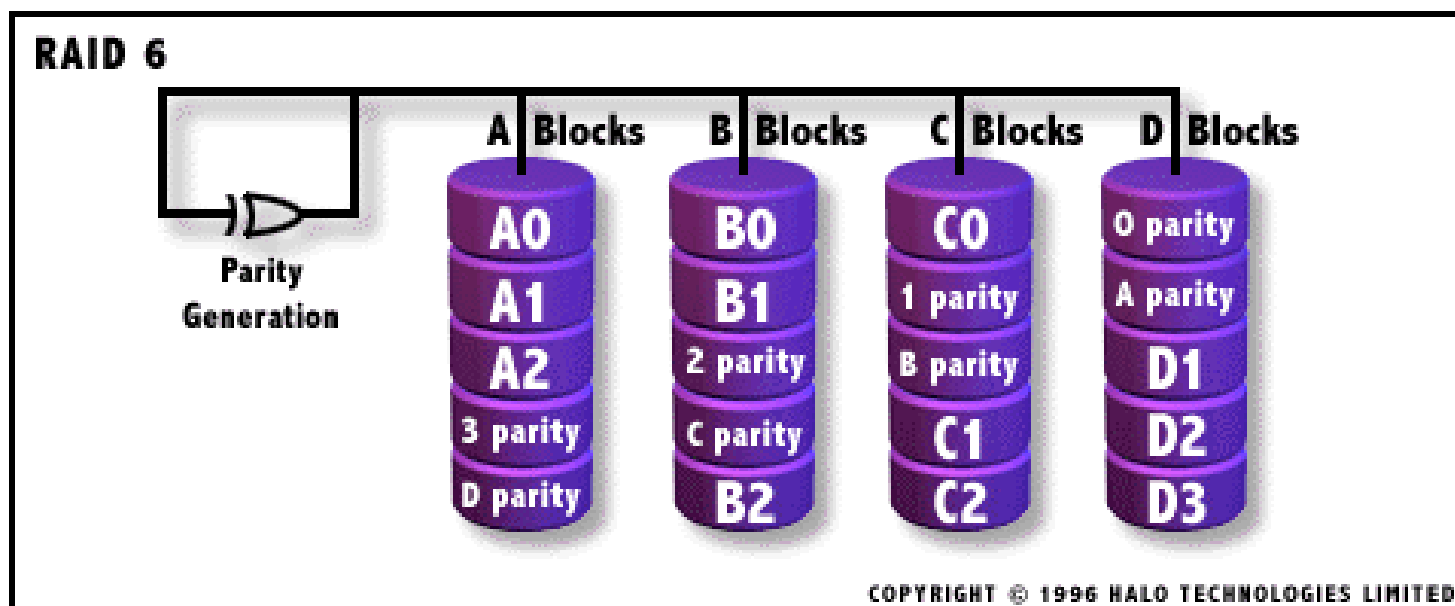 RAID 6
A Blocks B Blocks C Blocks D Blocks
Parity
Generation
A0 B0 C0 0 parity
A1 B1 1 parity A parity
A2 2 parity B parity D1
3 parity C parity C1 D2
D parity B2 C2 D3
COPYRIGHT © 1996 HALO TECHNOLOGIES LIMITED